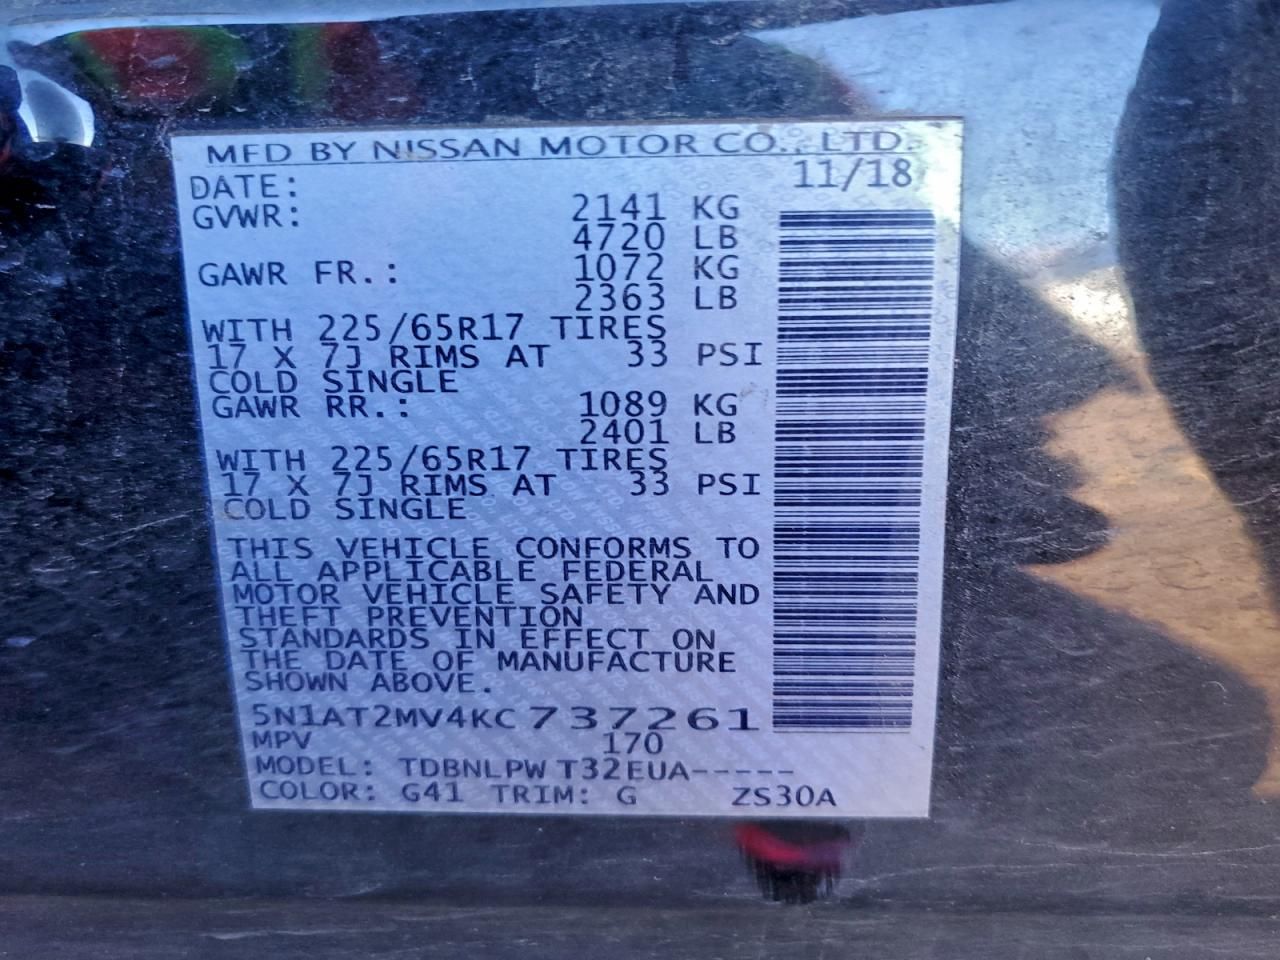 MFD BY NISSAN MOTOR CO., LTD.
DATE: 11/18
GVWR: 2141 KG
4720 LB
GAWR FR.: 1072 KG
2363 LB
WITH 225/65R17 TIRES
17 X 7J RIMS AT 33 PSI
COLD SINGLE
GAWR RR.: 1089 KG
2401 LB
WITH 225/65R17 TIRES
17 X 7J RIMS AT 33 PSI
COLD SINGLE
THIS VEHICLE CONFORMS TO
ALL APPLICABLE FEDERAL
MOTOR VEHICLE SAFETY AND
THEFT PREVENTION
STANDARDS IN EFFECT ON
THE DATE OF MANUFACTURE
SHOWN ABOVE.
5N1AT2MV4KC737261
MPV 170
MODEL: TDBNLPW T32EUA-----
COLOR: G41 TRIM: G ZS30A